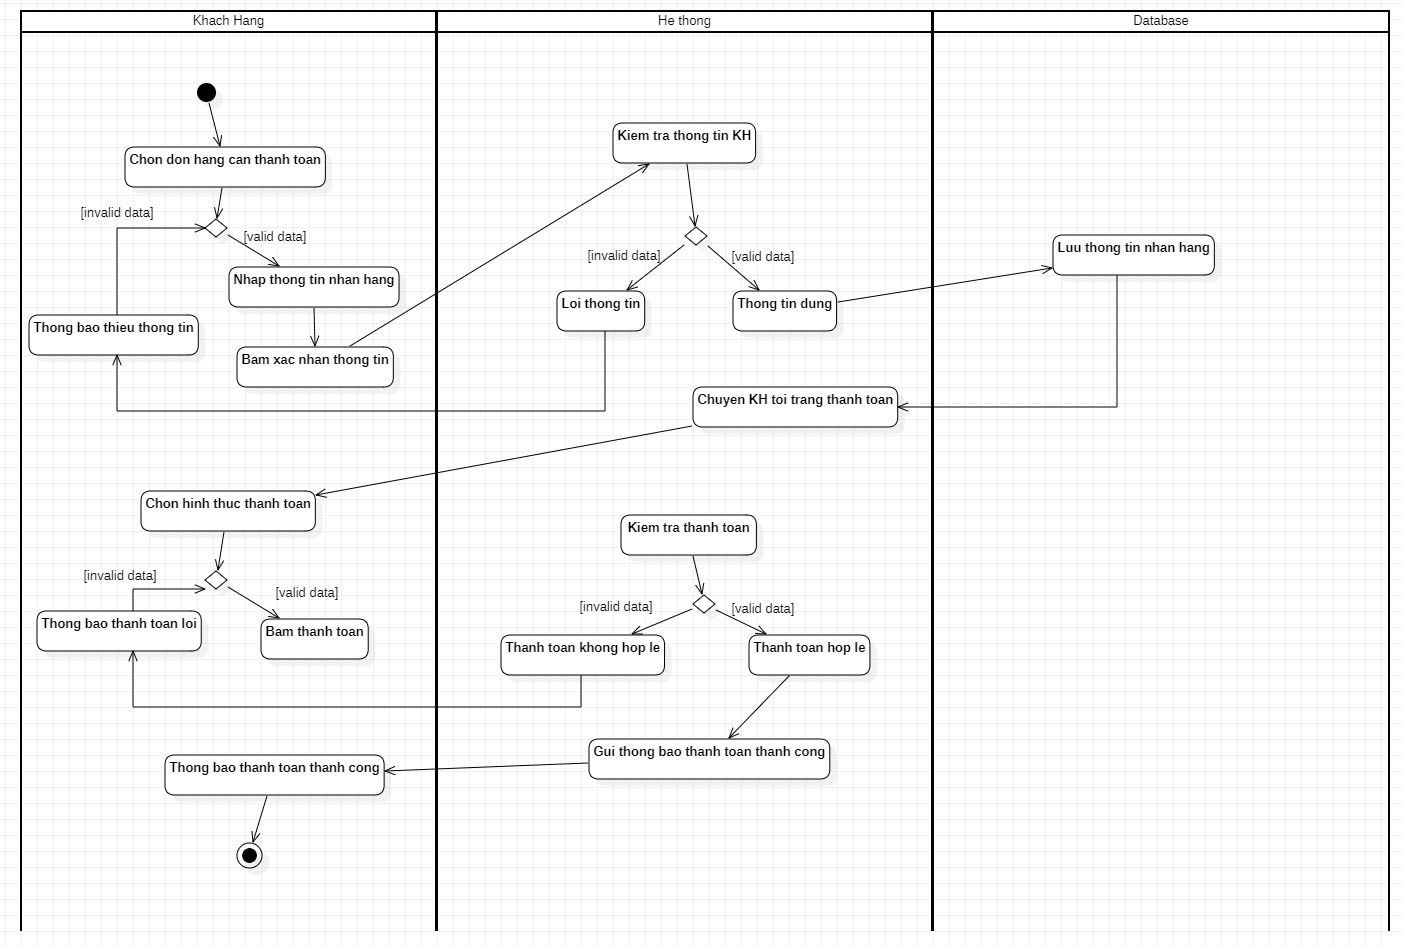 Khach Hang
He thong
Database
Chon don hang can thanh toan
[invalid data]
[valid data]
Nhap thong tin nhan hang
Thong bao thieu thong tin
Bam xac nhan thong tin
Kiem tra thong tin KH
[invalid data]
[valid data]
Loi thong tin
Thong tin dung
Luu thong tin nhan hang
Chuyen KH toi trang thanh toan
Chon hinh thuc thanh toan
[invalid data]
[valid data]
Thong bao thanh toan loi
Bam thanh toan
Kiem tra thanh toan
[invalid data]
[valid data]
Thanh toan khong hop le
Thanh toan hop le
Gui thong bao thanh toan thanh cong
Thong bao thanh toan thanh cong